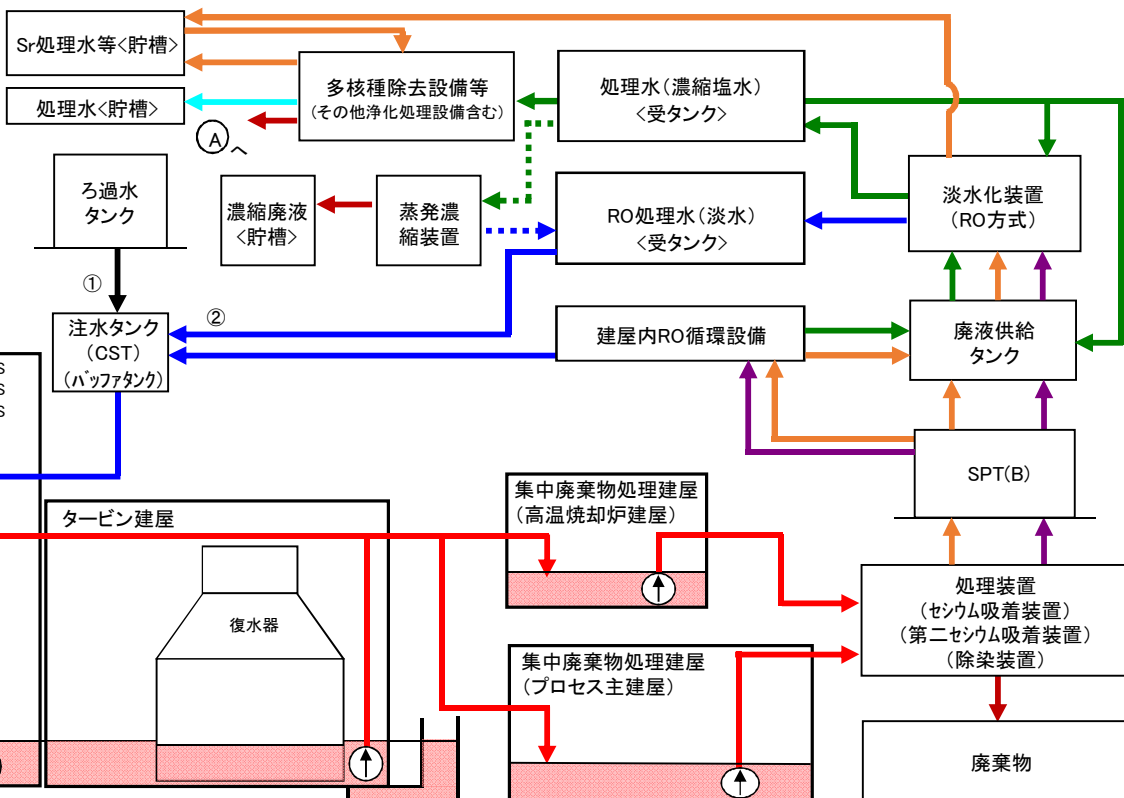 Sr処理水等<貯槽>
処理水<貯槽>
多核種除去設備等
(その他浄化処理設備含む)
A へ
処理水(濃縮塩水)
<受タンク>
ろ過水
タンク
濃縮廃液
<貯槽>
蒸発濃
縮装置
RO処理水(淡水)
<受タンク>
淡水化装置
(RO方式)
①
②
注水タンク
(CST)
(バッファタンク)
建屋内RO循環設備
廃液供給
タンク
S
S
S
SPT(B)
タービン建屋
復水器
集中廃棄物処理建屋
(高温焼却炉建屋)
集中廃棄物処理建屋
(プロセス主建屋)
処理装置
(セシウム吸着装置)
(第二セシウム吸着装置)
(除染装置)
廃棄物